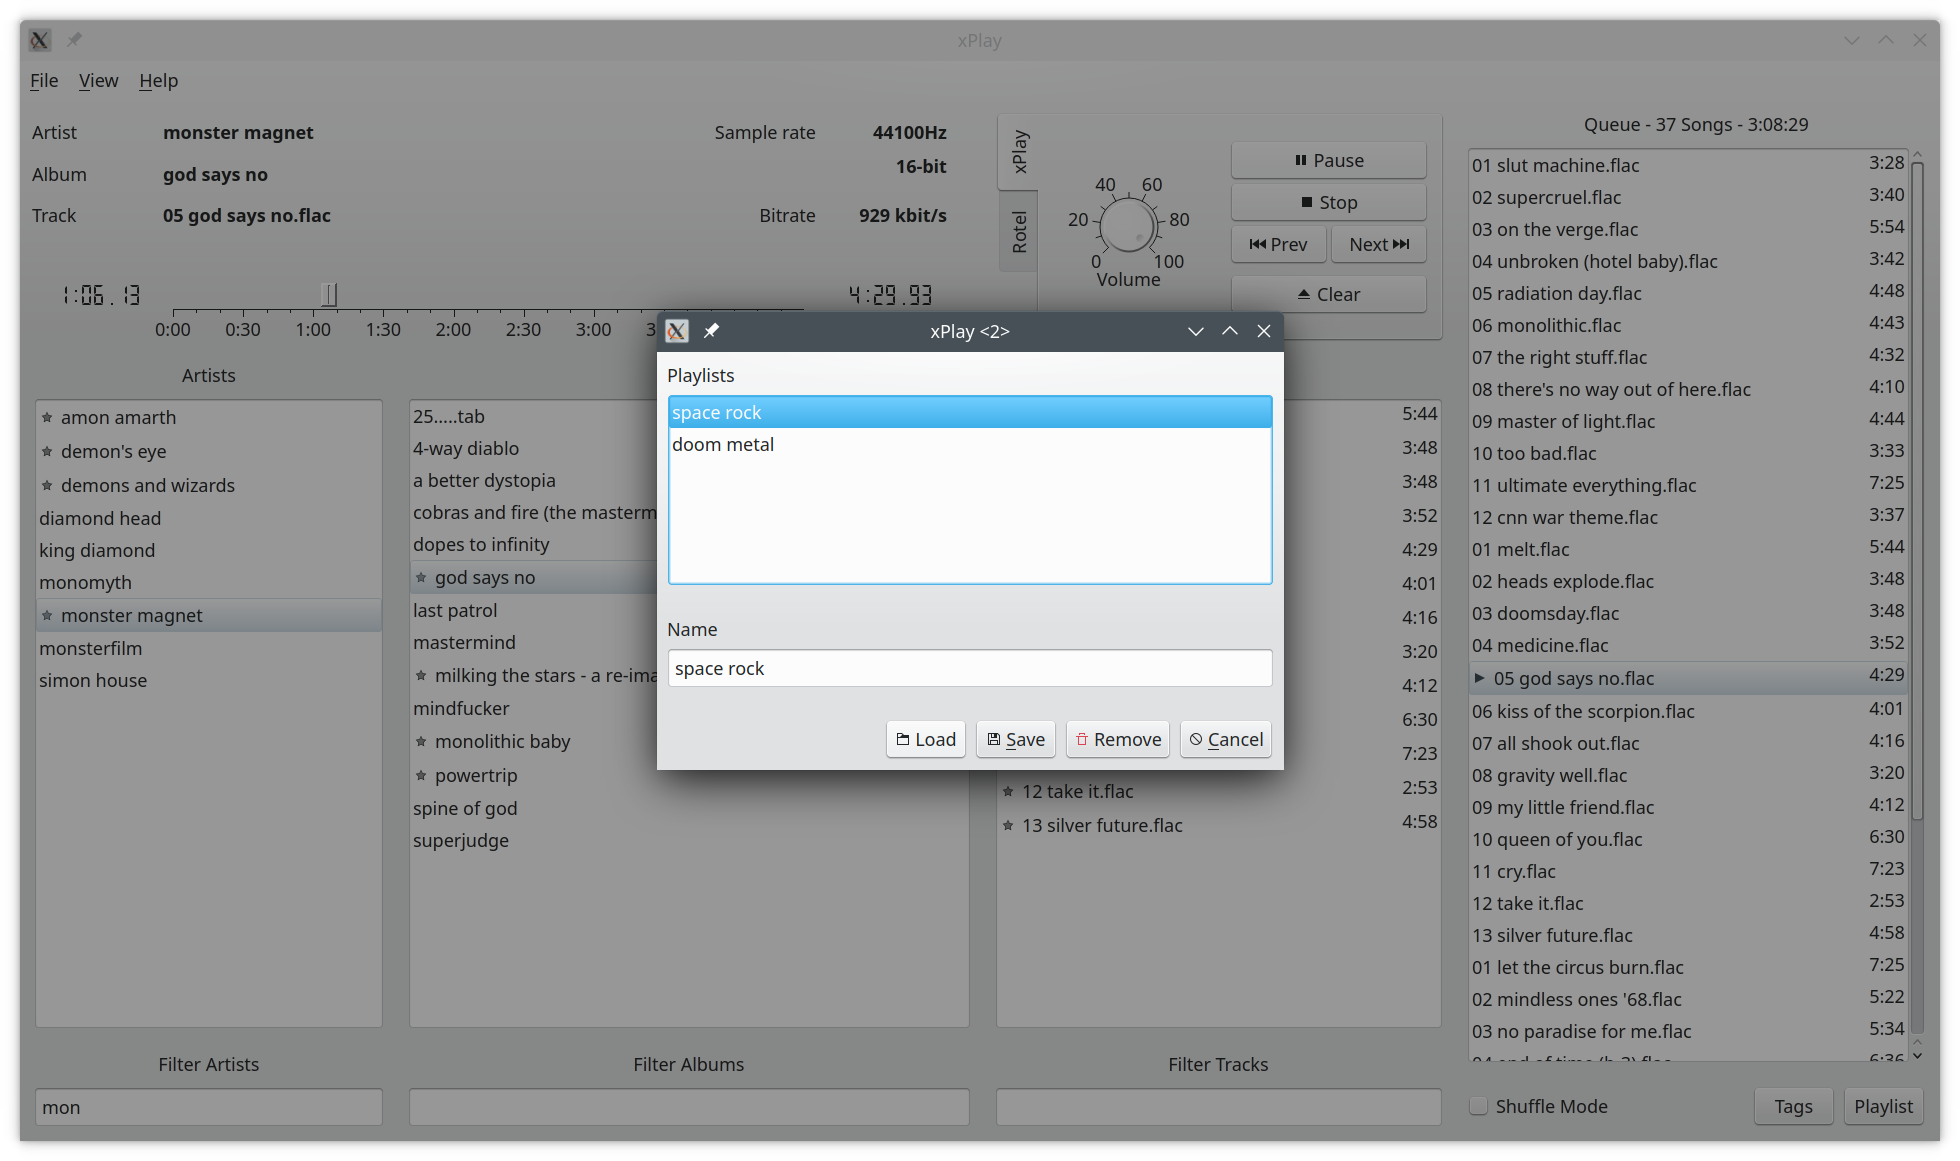 xPlay
File View Help
Artist monster magnet
Album god says no
Track 05 god says no.flac
Sample rate 44100Hz
16-bit
Bitrate 929 kbit/s
1:06.13
4:29.93
0:00 0:30 1:00 1:30 2:00 2:30 3:00 3
xPlay
Rotel
0 20 40 60 80 100
Volume
Pause
Stop
Prev Next
Clear
Artists
amon amarth
demon's eye
demons and wizards
diamond head
king diamond
monomyth
monster magnet
monsterfilm
simon house
Filter Artists
mon
25.....tab
4-way diablo
a better dystopia
cobras and fire (the masterm
dopes to infinity
god says no
last patrol
mastermind
milking the stars - a re-ima
mindfucker
monolithic baby
powertrip
spine of god
superjudge
Filter Albums
xPlay <2>
Playlists
space rock
doom metal
Name
space rock
Load Save Remove Cancel
5:44
3:48
3:48
3:52
4:29
4:01
4:16
3:20
4:12
6:30
7:23
12 take it.flac 2:53
13 silver future.flac 4:58
Filter Tracks
Queue - 37 Songs - 3:08:29
01 slut machine.flac 3:28
02 supercruel.flac 3:40
03 on the verge.flac 5:54
04 unbroken (hotel baby).flac 3:42
05 radiation day.flac 4:48
06 monolithic.flac 4:43
07 the right stuff.flac 4:32
08 there's no way out of here.flac 4:10
09 master of light.flac 4:44
10 too bad.flac 3:33
11 ultimate everything.flac 7:25
12 cnn war theme.flac 3:37
01 melt.flac 5:44
02 heads explode.flac 3:48
03 doomsday.flac 3:48
04 medicine.flac 3:52
05 god says no.flac 4:29
06 kiss of the scorpion.flac 4:01
07 all shook out.flac 4:16
08 gravity well.flac 3:20
09 my little friend.flac 4:12
10 queen of you.flac 6:30
11 cry.flac 7:23
12 take it.flac 2:53
13 silver future.flac 4:58
01 let the circus burn.flac 7:25
02 mindless ones '68.flac 5:22
03 no paradise for me.flac 5:34
Shuffle Mode
Tags Playlist